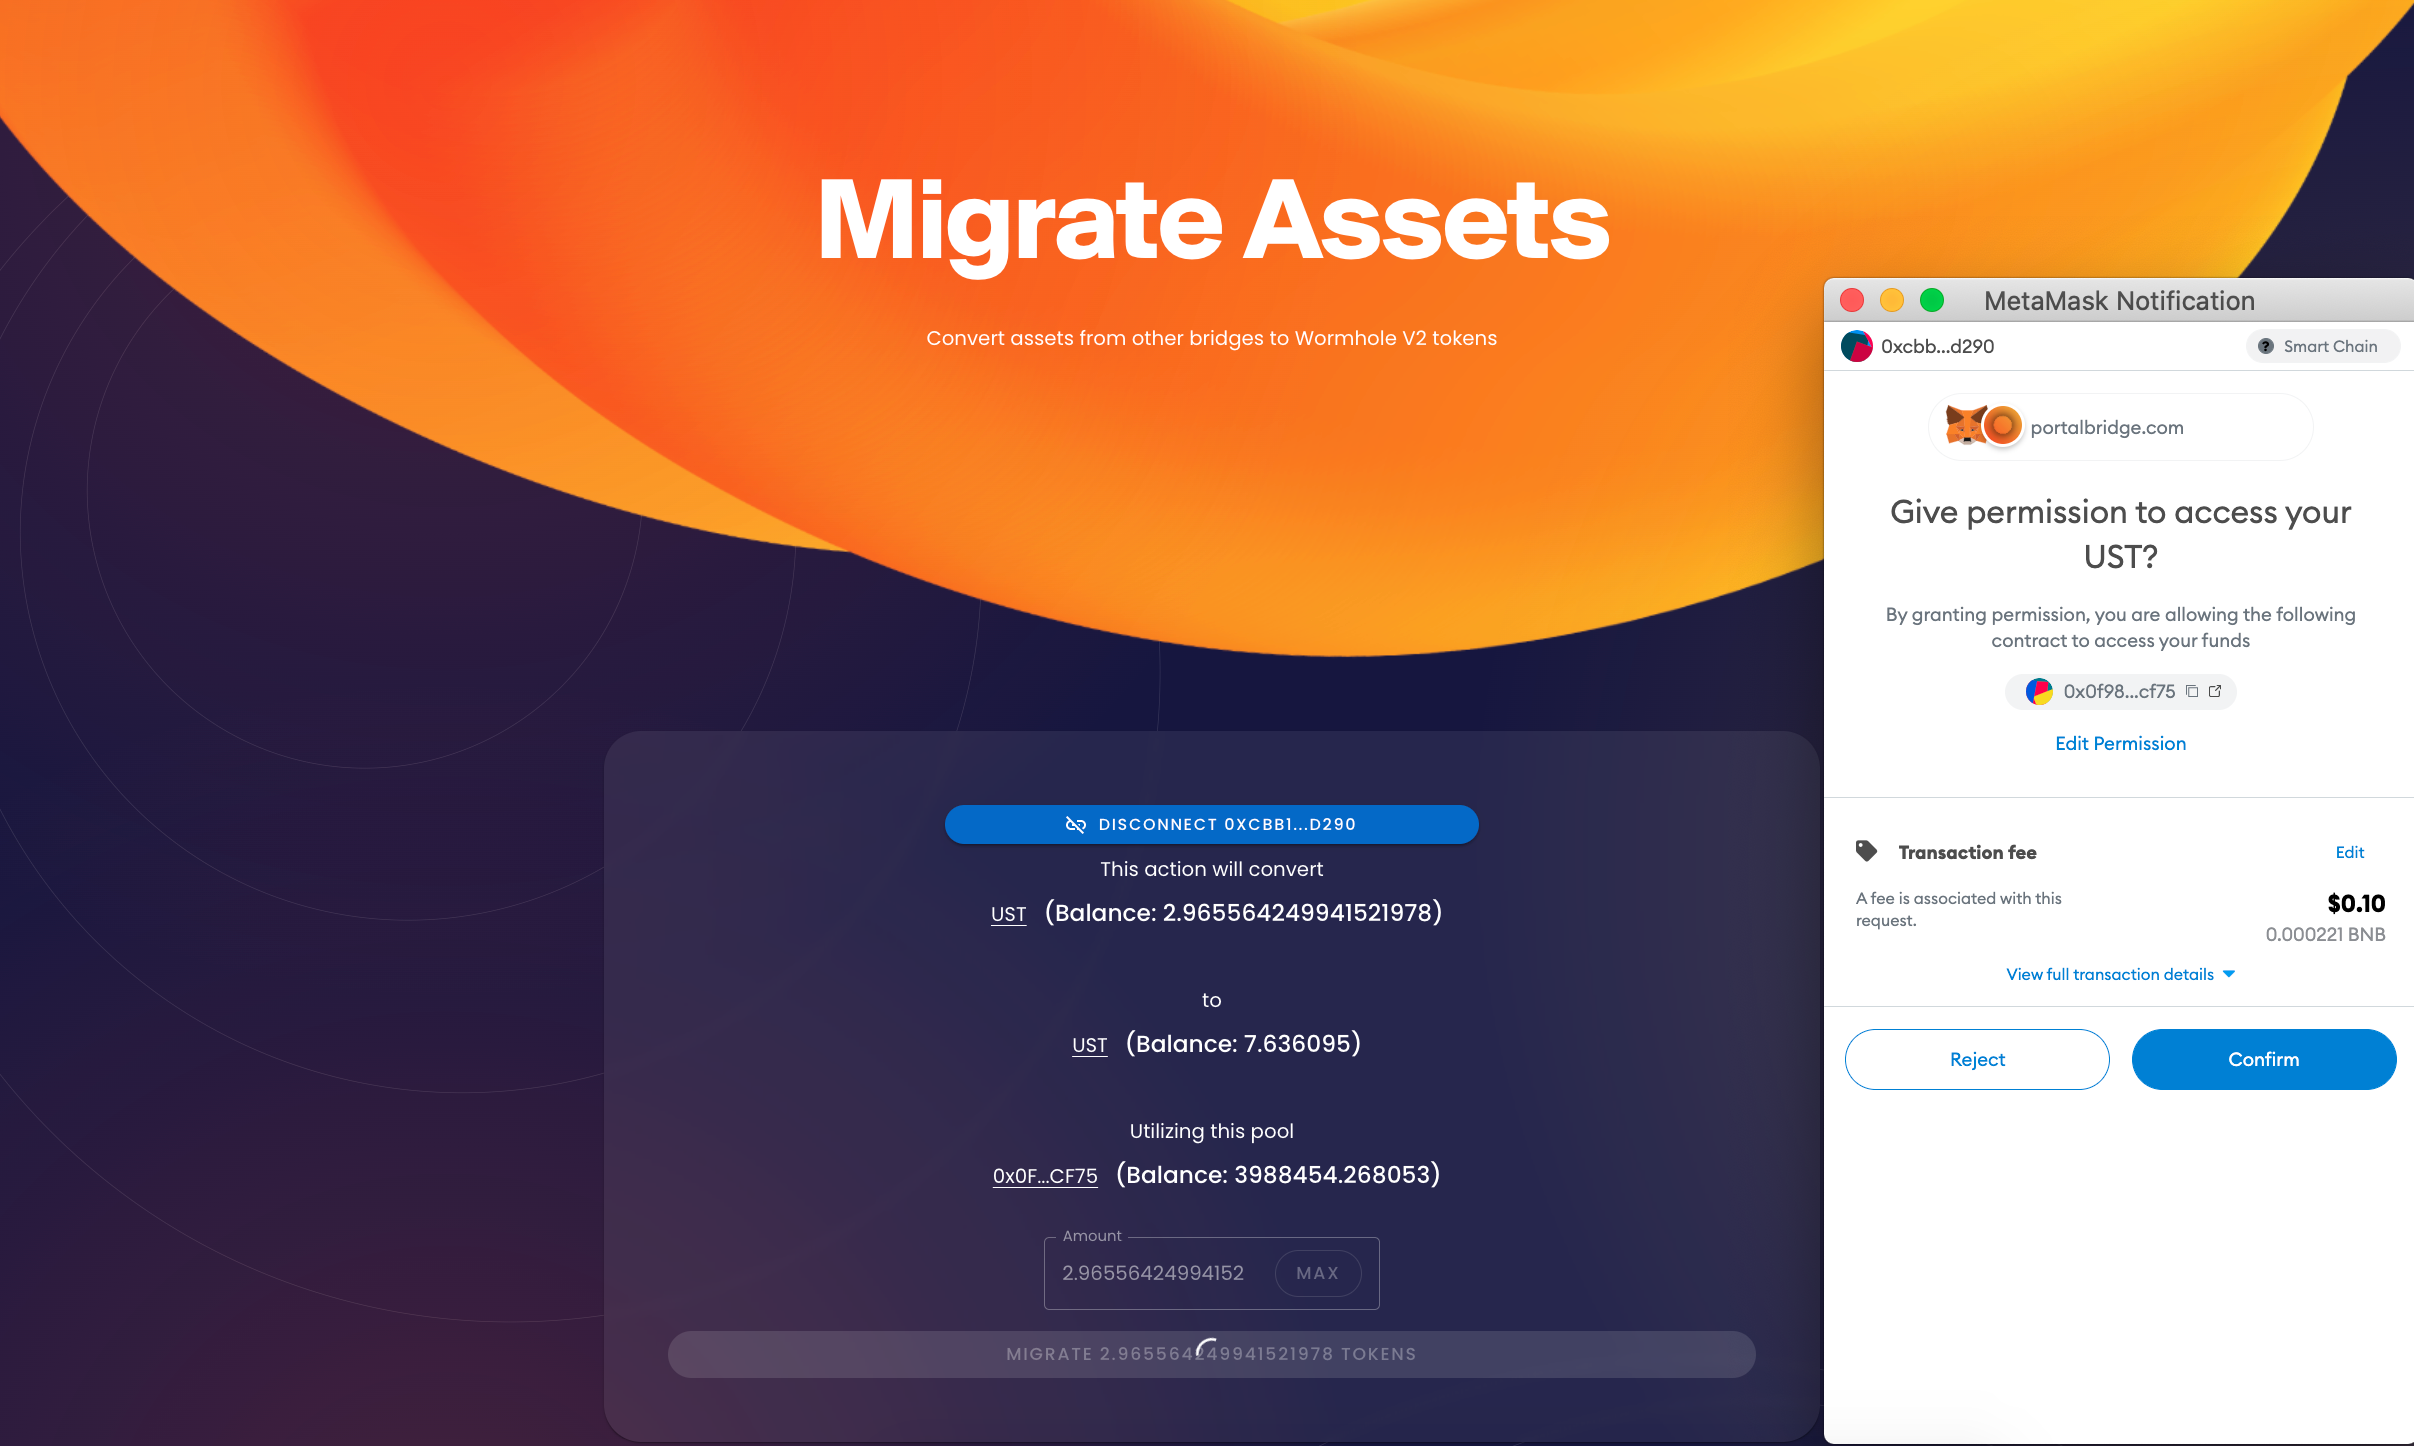 Migrate Assets
Convert assets from other bridges to Wormhole V2 tokens
DISCONNECT 0XCBB1...D290
This action will convert
UST (Balance: 2.965564249941521978)
to
UST (Balance: 7.636095)
Utilizing this pool
0x0F...CF75 (Balance: 3988454.268053)
Amount
2.96556424994152 MAX
MIGRATE 2.965564249941521978 TOKENS
MetaMask Notification
0xcbb...d290
? Smart Chain
portalbridge.com
Give permission to access your
UST?
By granting permission, you are allowing the following
contract to access your funds
0x0f98...cf75
Edit Permission
Transaction fee Edit
A fee is associated with this
request.
$0.10
0.000221 BNB
View full transaction details
Reject Confirm